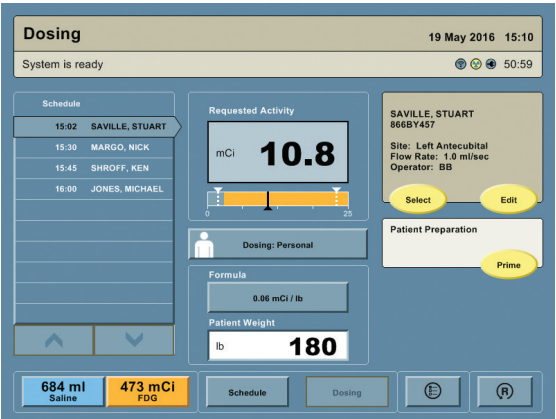 Dosing
19 May 2016 15:10
System is ready
50:59
Schedule
15:02 SAVILLE, STUART
15:30 MARGO, NICK
15:45 SHROFF, KEN
16:00 JONES, MICHAEL
Requested Activity
mCi 10.8
0 25
Dosing: Personal
Formula
0.06 mCi / lb
Patient Weight
lb 180
SAVILLE, STUART
866BY457
Site: Left Antecubital
Flow Rate: 1.0 ml/sec
Operator: BB
Select Edit
Patient Preparation
Prime
684 ml
Saline
473 mCi
FDG
Schedule
Dosing
R